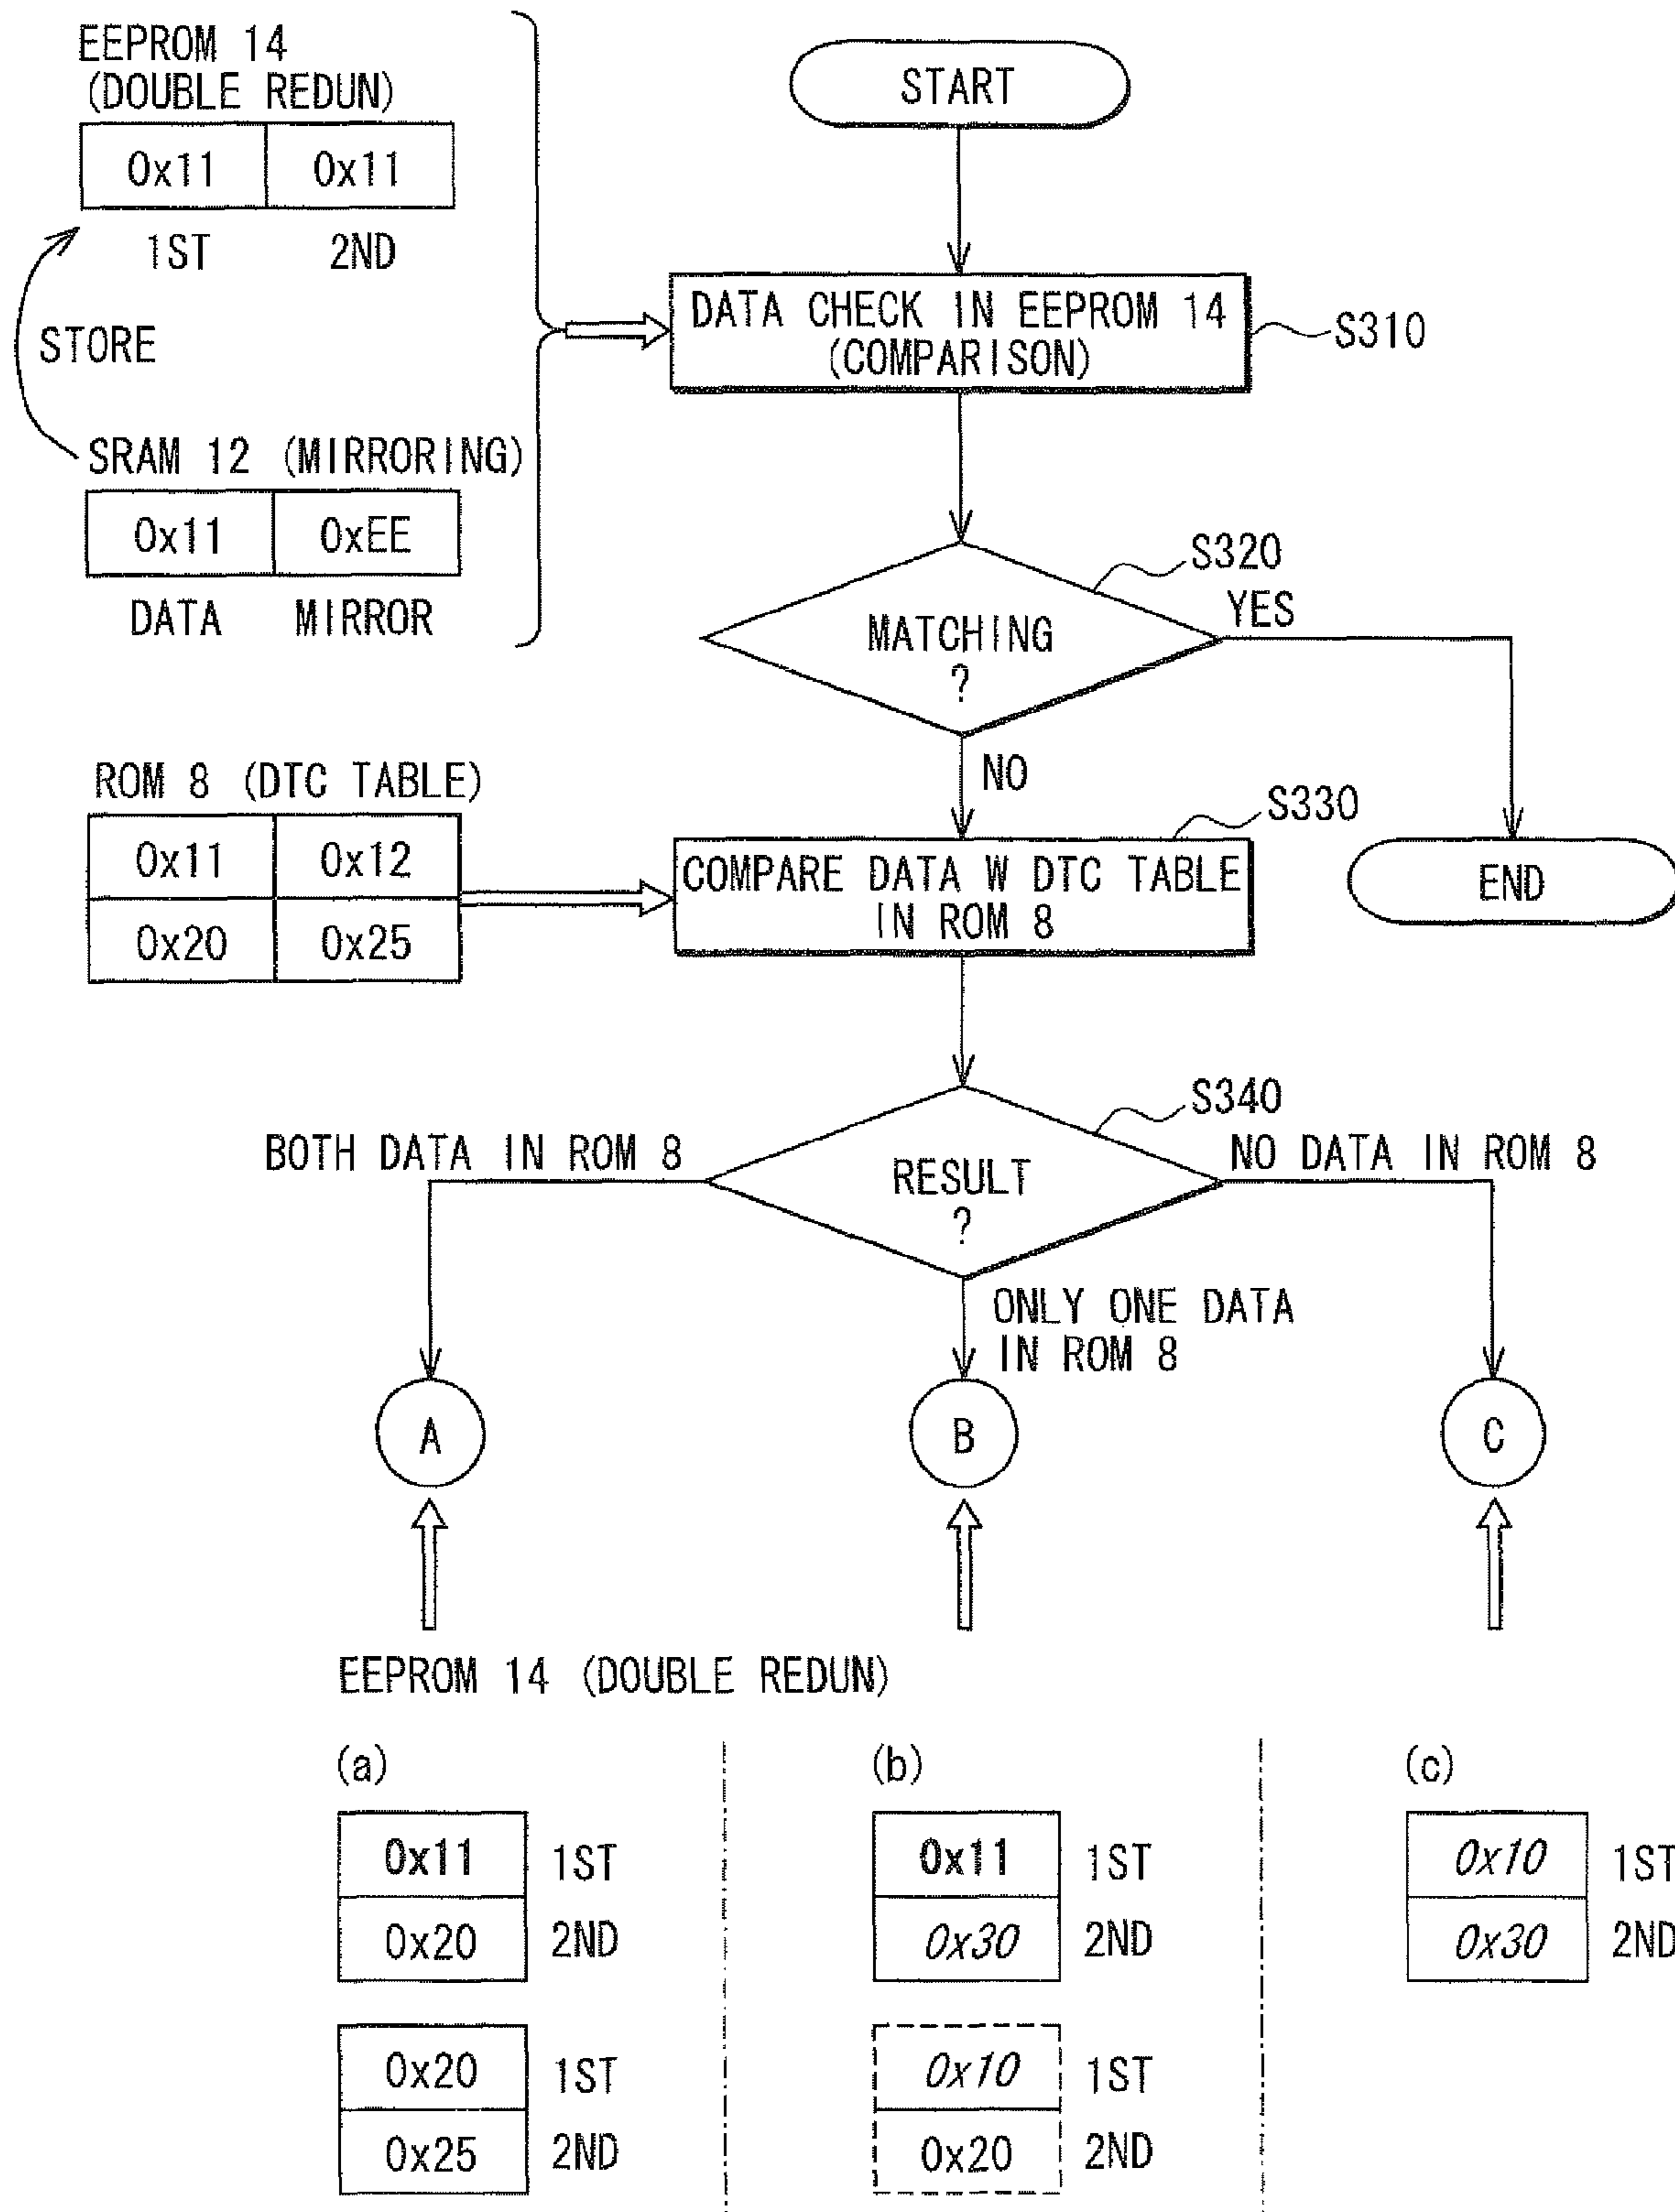 EEPROM 14
(DOUBLE REDUN)
0x11 0x11
1ST 2ND
STORE
SRAM 12 (MIRRORING)
0x11 0xEE
DATA MIRROR
START
DATA CHECK IN EEPROM 14
(COMPARISON)
S310
S320
MATCHING
?
YES
NO
ROM 8 (DTC TABLE)
0x11 0x12
0x20 0x25
S330
COMPARE DATA W DTC TABLE
IN ROM 8
END
S340
BOTH DATA IN ROM 8
RESULT
?
NO DATA IN ROM 8
ONLY ONE DATA
IN ROM 8
A
B
C
EEPROM 14 (DOUBLE REDUN)
(a)
0x11 1ST
0x20 2ND
0x20 1ST
0x25 2ND
(b)
0x11 1ST
0x30 2ND
0x10 1ST
0x20 2ND
(c)
0x10 1ST
0x30 2ND